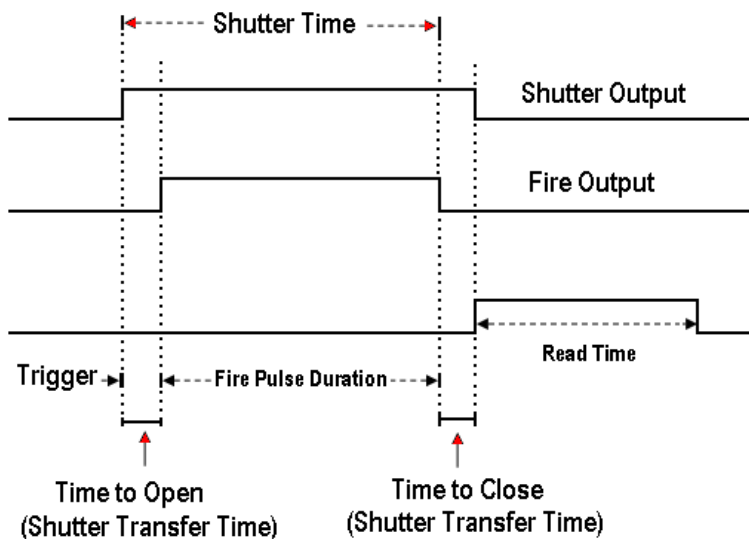 Shutter Time
Shutter Output
Fire Output
Read Time
Trigger
Fire Pulse Duration
Time to Open
(Shutter Transfer Time)
Time to Close
(Shutter Transfer Time)